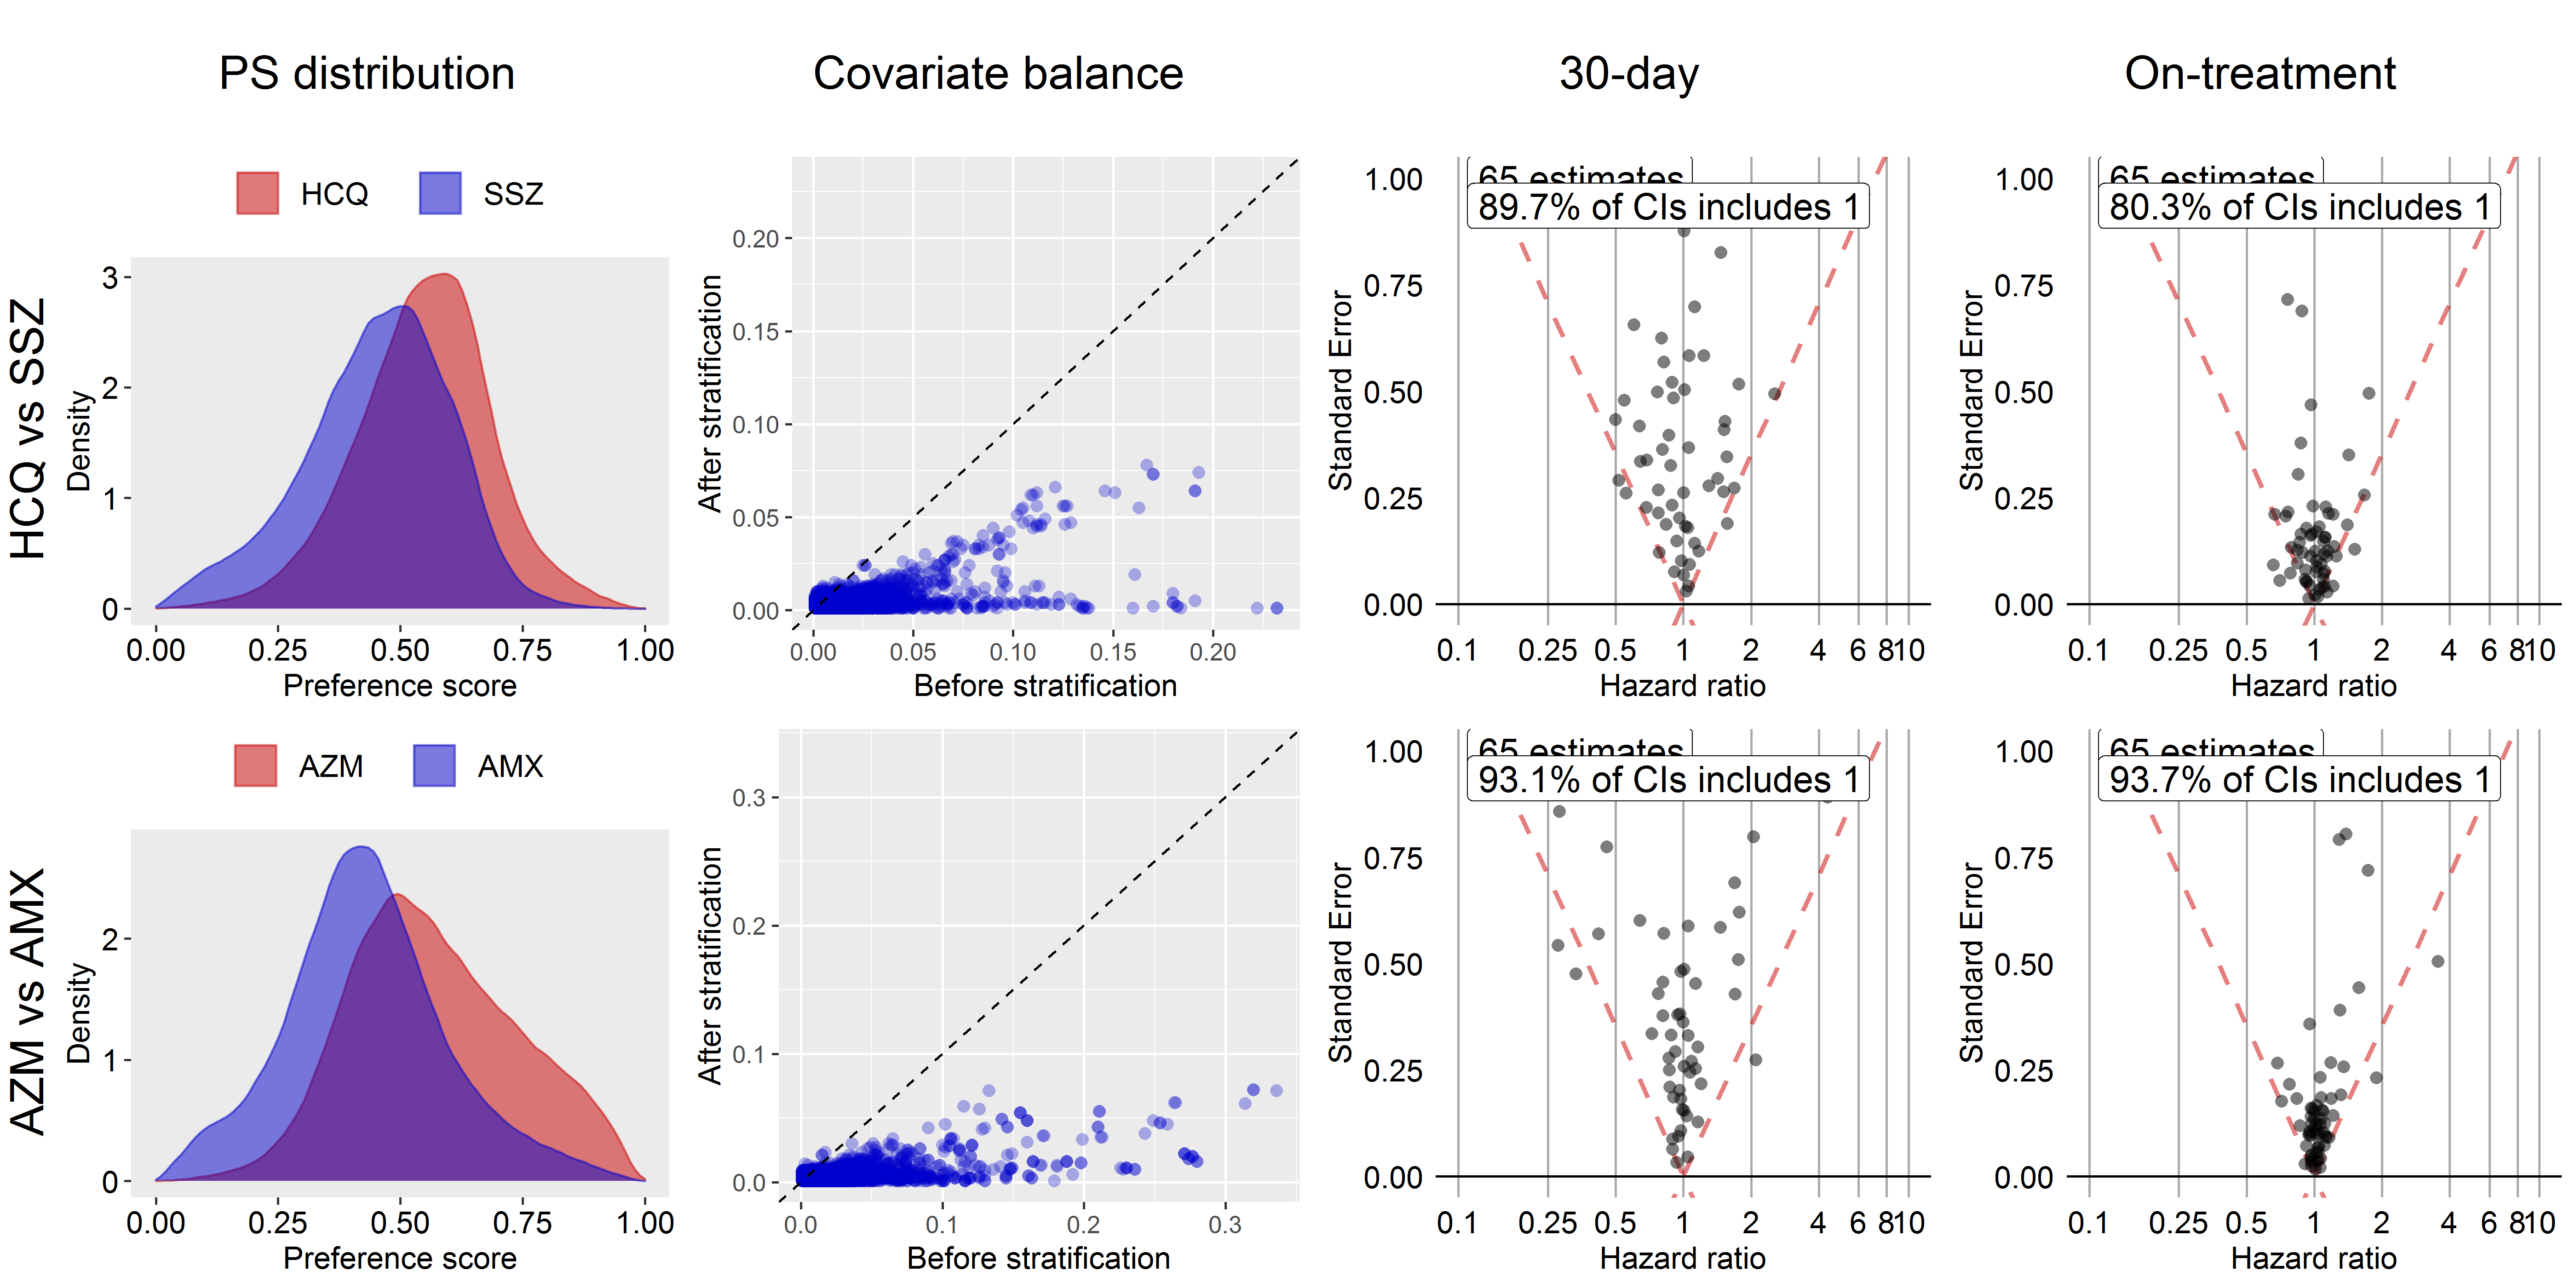 PS distribution
Covariate balance
30-day
On-treatment
HCQ vs SSZ
HCQ
SSZ
Density
3
2
1
0
0.00 0.25 0.50 0.75 1.00
Preference score
After stratification
0.20
0.15
0.10
0.05
0.00
0.00 0.05 0.10 0.15 0.20
Before stratification
65 estimates
89.7% of CIs includes 1
Standard Error
1.00
0.75
0.50
0.25
0.00
0.1 0.25 0.5 1 2 4 6 8 10
Hazard ratio
65 estimates
80.3% of CIs includes 1
Standard Error
1.00
0.75
0.50
0.25
0.00
0.1 0.25 0.5 1 2 4 6 8 10
Hazard ratio
AZM vs AMX
AZM
AMX
Density
2
1
0
0.00 0.25 0.50 0.75 1.00
Preference score
After stratification
0.3
0.2
0.1
0.0
0.0 0.1 0.2 0.3
Before stratification
65 estimates
93.1% of CIs includes 1
Standard Error
1.00
0.75
0.50
0.25
0.00
0.1 0.25 0.5 1 2 4 6 8 10
Hazard ratio
65 estimates
93.7% of CIs includes 1
Standard Error
1.00
0.75
0.50
0.25
0.00
0.1 0.25 0.5 1 2 4 6 8 10
Hazard ratio